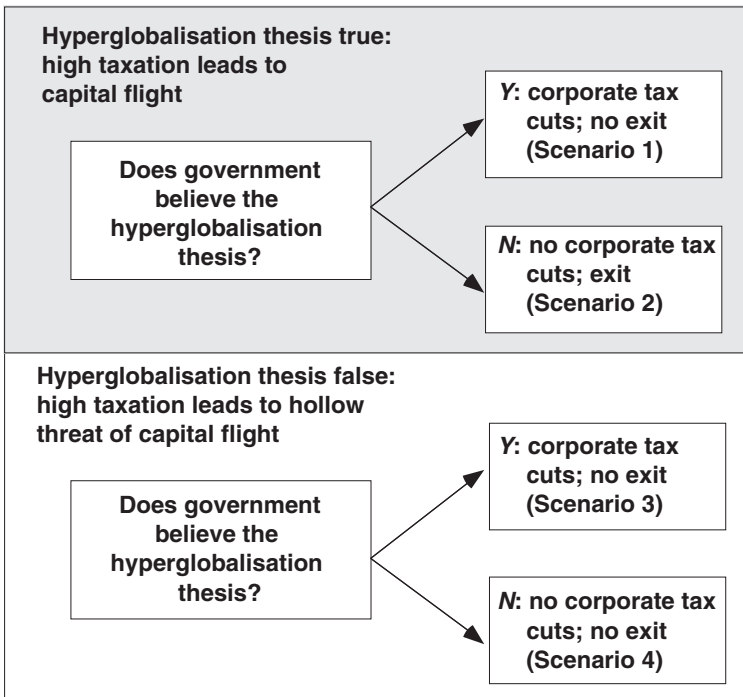 Hyperglobalisation thesis true:
high taxation leads to
capital flight
Does government
believe the
hyperglobalisation
thesis?
Y: corporate tax
cuts; no exit
(Scenario 1)
N: no corporate tax
cuts; exit
(Scenario 2)
Hyperglobalisation thesis false:
high taxation leads to hollow
threat of capital flight
Does government
believe the
hyperglobalisation
thesis?
Y: corporate tax
cuts; no exit
(Scenario 3)
N: no corporate tax
cuts; no exit
(Scenario 4)